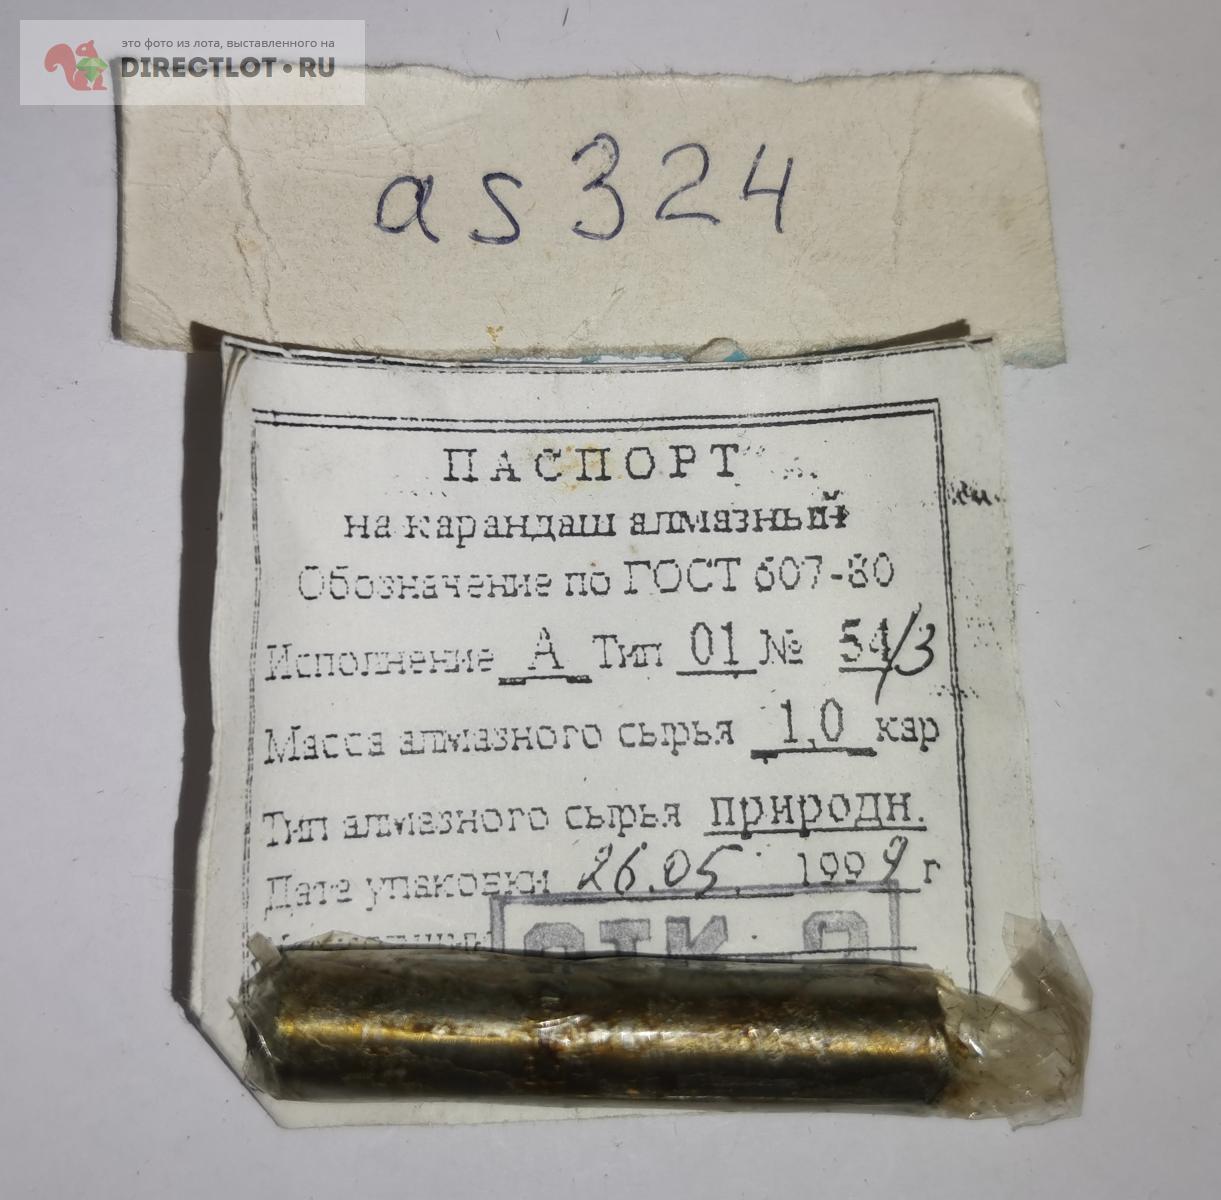 это фото из лота, выставленного на
DIRECTLOT•RU
as324
ПАСПОРТ
на карандаш алмазный
Обозначение по ГОСТ 607-80
Исполнение А Тип 01 № 54/3
Масса алмазного сырья 1,0 кар
Тип алмазного сырья природн.
Дате упаковки 26.05. 1999 г
ОТК